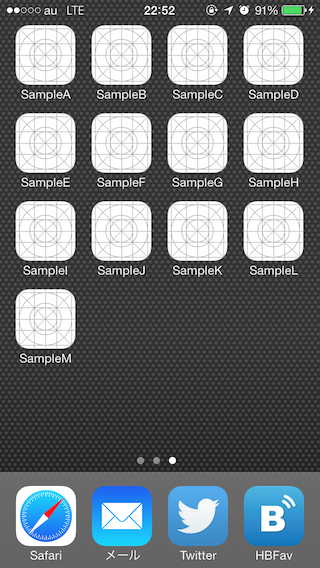 au LTE 22:52 91%
SampleA SampleB SampleC SampleD
SampleE SampleF SampleG SampleH
SampleI SampleJ SampleK SampleL
SampleM
B
Safari メール Twitter HBFav